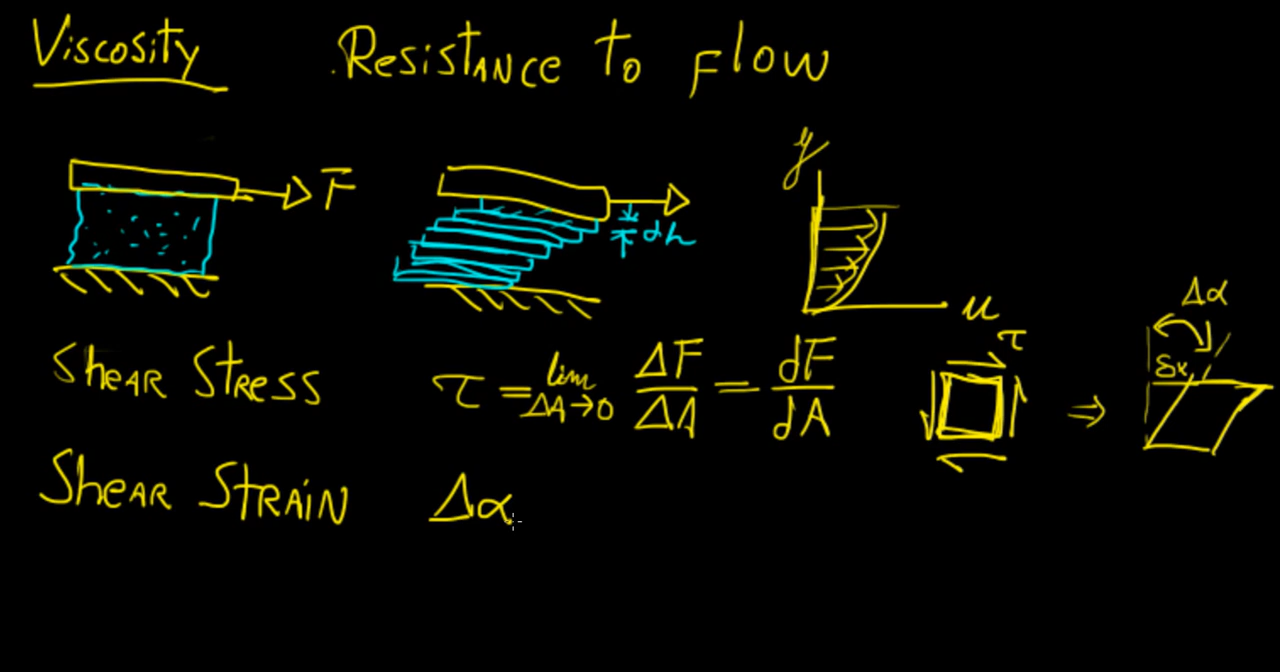 Viscosity Resistance to Flow
F
dh
y
u
Shear Stress τ = lim ΔA→0 ΔF/ΔA = dF/dA
τ
⇒
Δα
δx
Shear Strain Δα